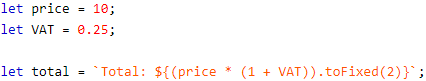 let price = 10;
let VAT = 0.25;
let total = `Total: ${(price * (1 + VAT)).toFixed(2)}`;